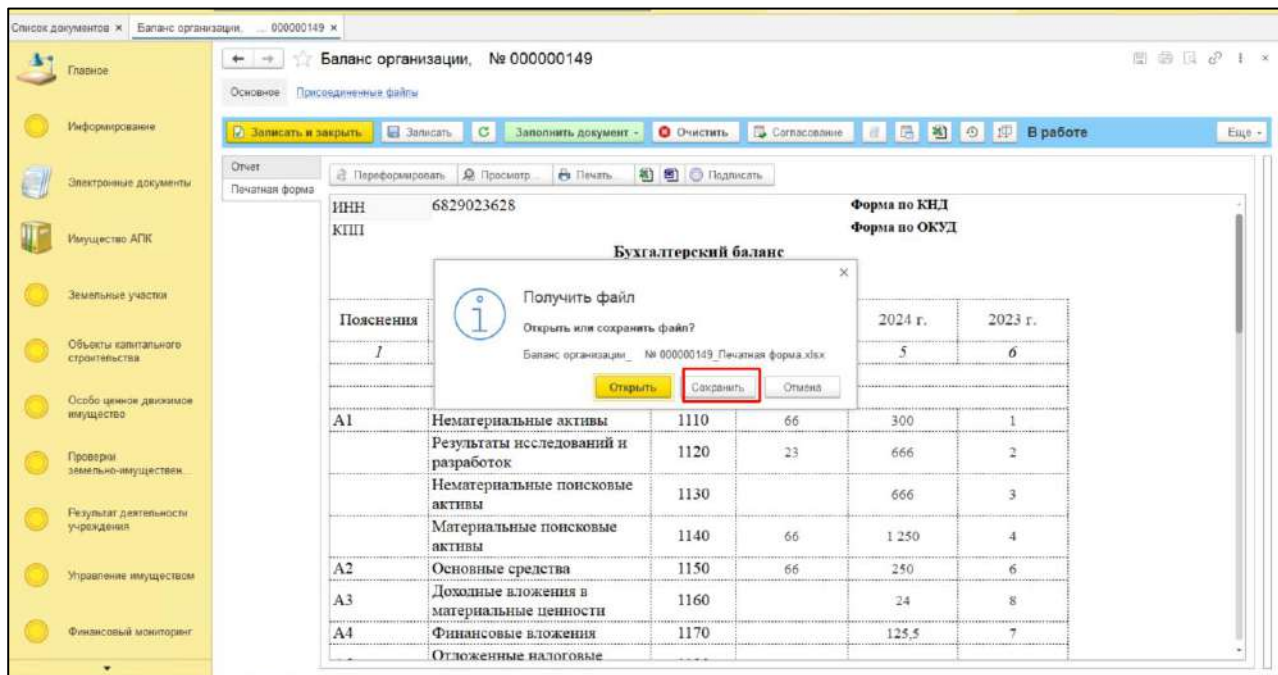 Список документов × Баланс организации, ... 000000149 ×
Главное
Информирование
Электронные документы
Имущество АПК
Земельные участки
Объекты капитального
строительства
Особо ценное движимое
имущество
Проверки
земельно-имуществен...
Результат деятельности
учреждения
Управление имуществом
Финансовый мониторинг
Баланс организации, № 000000149
Основное Присоединенные файлы
Записать и закрыть Записать Заполнить документ Очистить Согласование В работе Еще
Отчет
Печатная форма
Переформировать Просмотр... Печать... Подписать
ИНН 6829023628 Форма по КНД
КПП Форма по ОКУД
Бухгалтерский баланс
Получить файл
Открыть или сохранить файл?
Баланс организации_ № 000000149_Печатная форма.xlsx
Открыть Сохранить Отмена
Пояснения 2024 г. 2023 г.
1 5 6
А1 Нематериальные активы 1110 66 300 1
Результаты исследований и
разработок 1120 23 666 2
Нематериальные поисковые
активы 1130 666 3
Материальные поисковые
активы 1140 66 1 250 4
А2 Основные средства 1150 66 250 6
А3 Доходные вложения в
материальные ценности 1160 24 8
А4 Финансовые вложения 1170 125,5 7
Отложенные налоговые